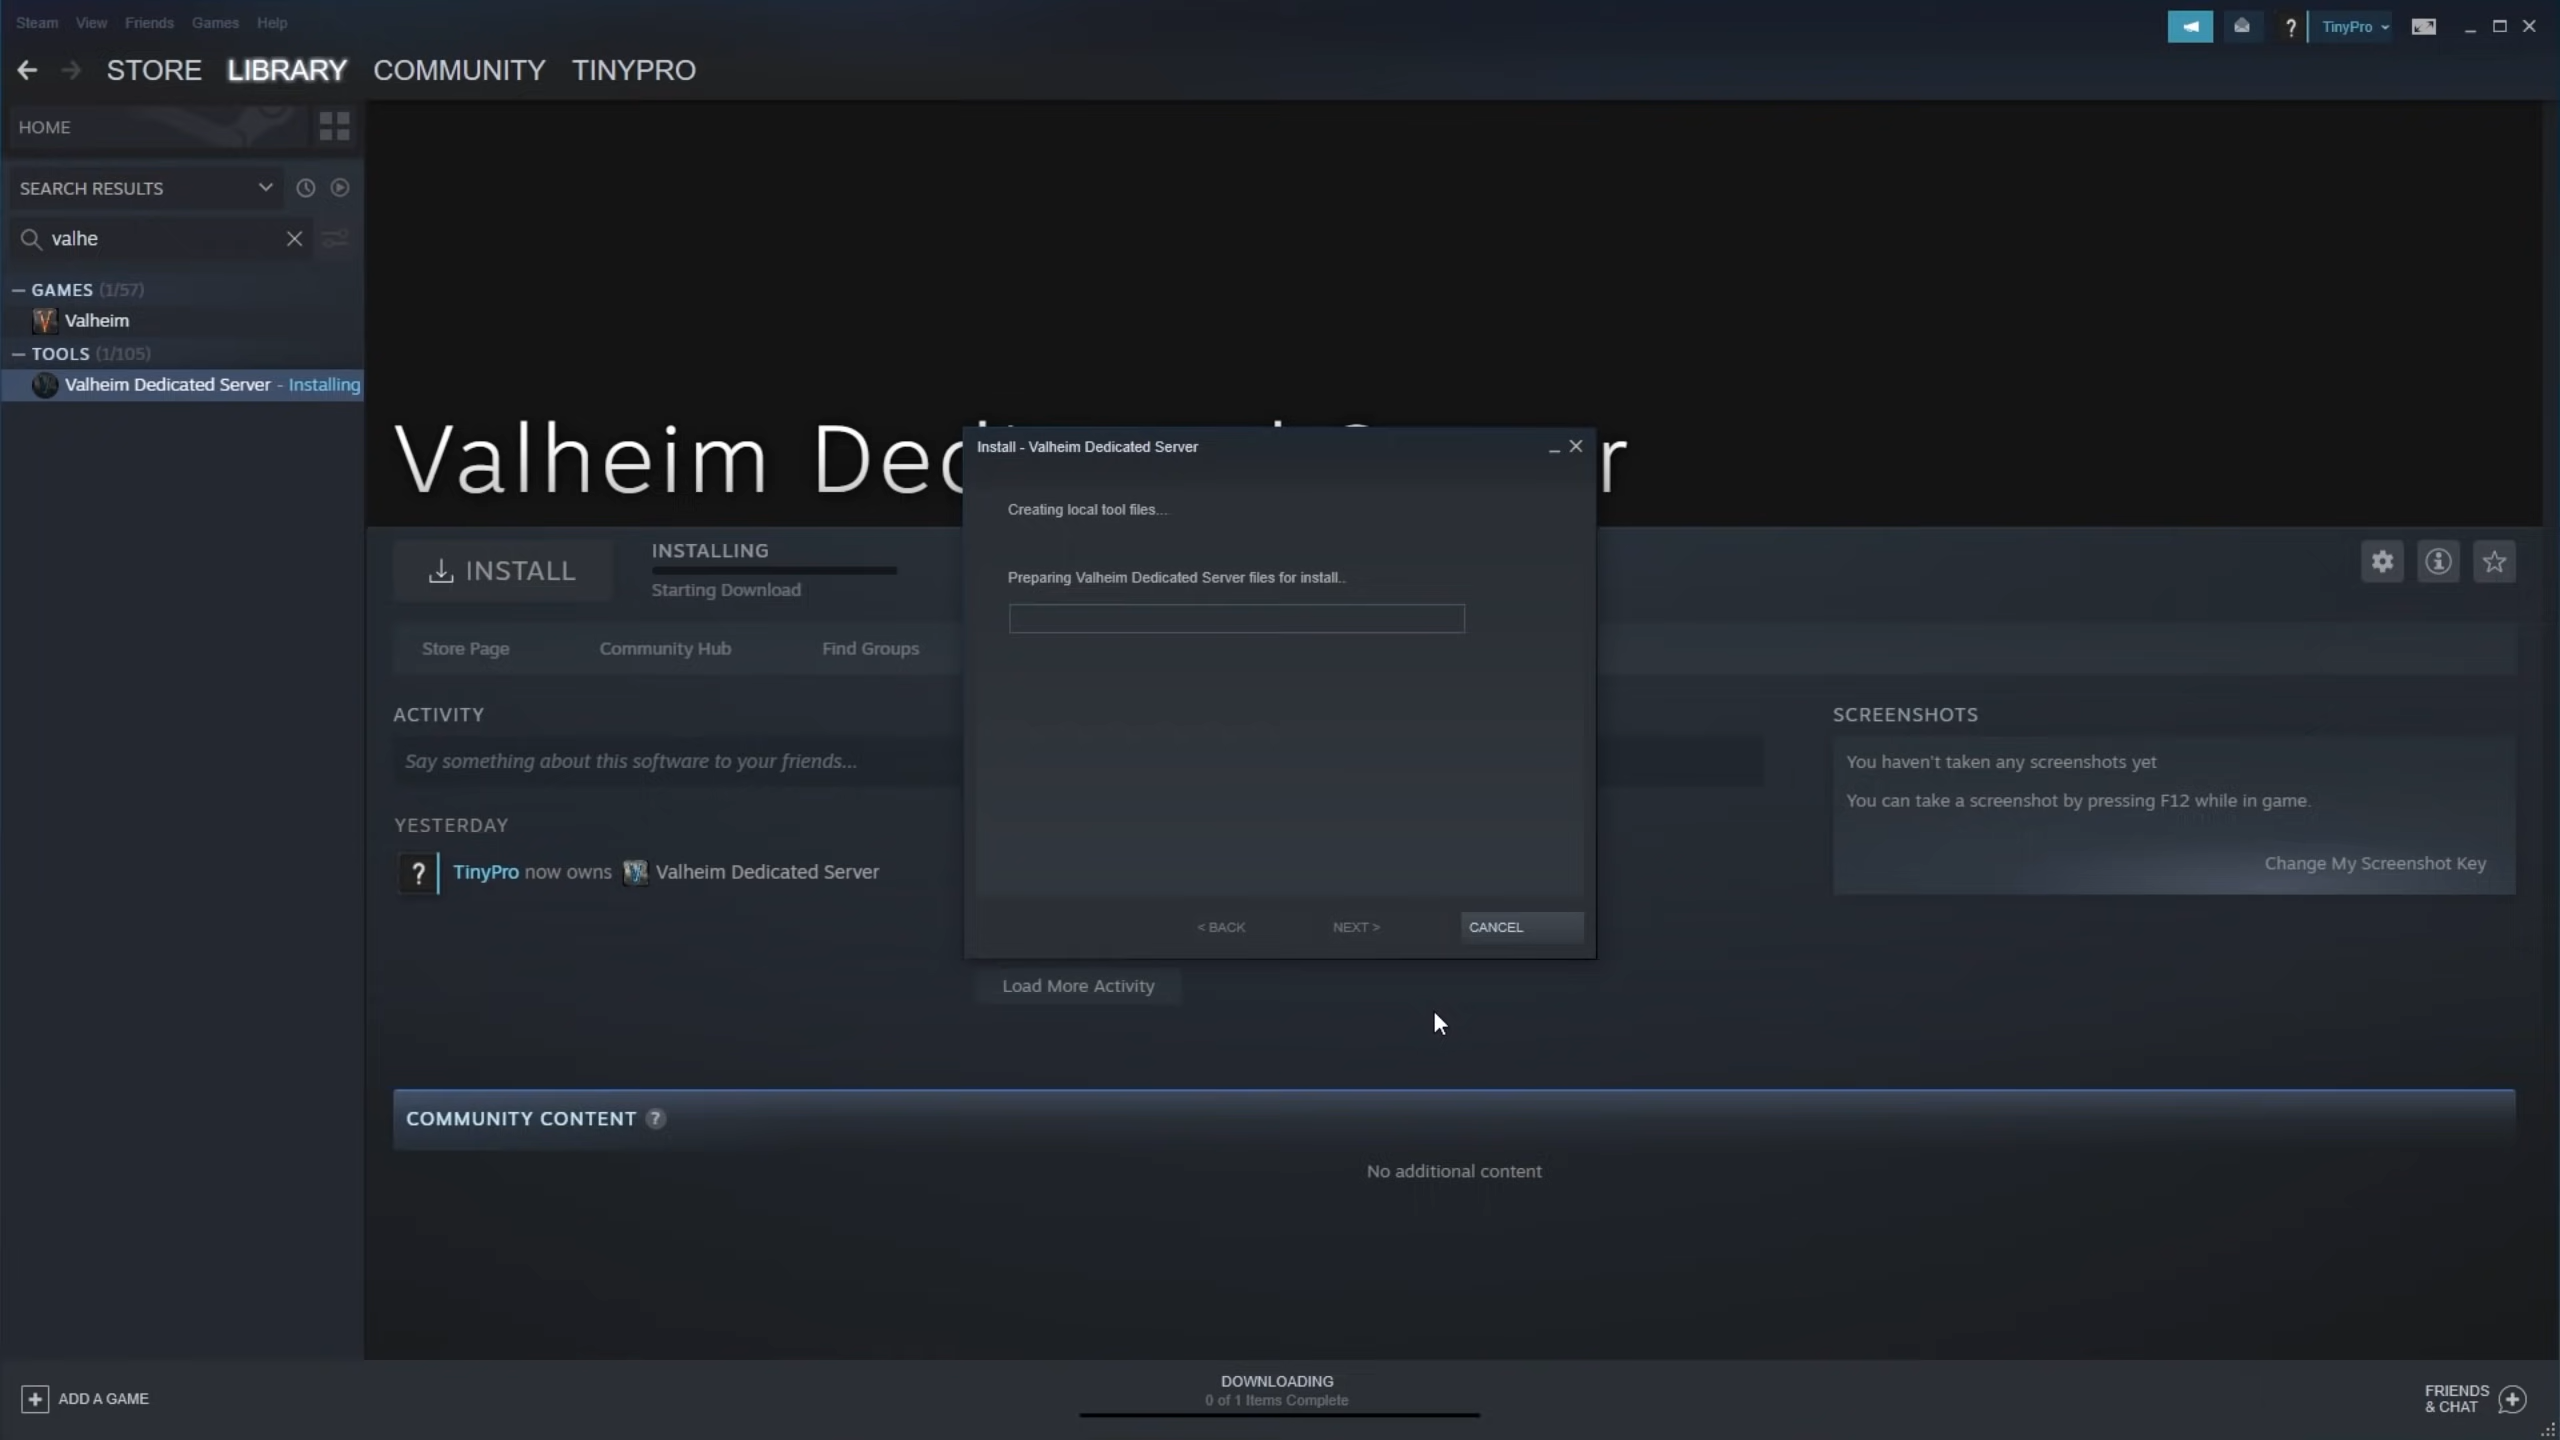 Steam View Friends Games Help
? TinyPro
STORE LIBRARY COMMUNITY TINYPRO
HOME
SEARCH RESULTS
valhe
GAMES (1/57)
Valheim
TOOLS (1/105)
Valheim Dedicated Server - Installing
Valheim Ded r
Install - Valheim Dedicated Server
Creating local tool files...
Preparing Valheim Dedicated Server files for install..
< BACK NEXT > CANCEL
INSTALL
INSTALLING
Starting Download
Store Page Community Hub Find Groups
ACTIVITY
Say something about this software to your friends...
YESTERDAY
? TinyPro now owns Valheim Dedicated Server
Load More Activity
SCREENSHOTS
You haven't taken any screenshots yet
You can take a screenshot by pressing F12 while in game.
Change My Screenshot Key
COMMUNITY CONTENT ?
No additional content
ADD A GAME
DOWNLOADING
0 of 1 Items Complete
FRIENDS
& CHAT